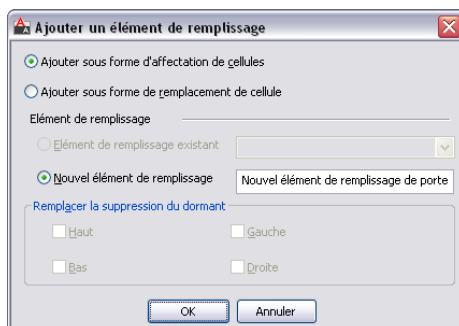 Ajouter un élément de remplissage
Ajouter sous forme d'affectation de cellules
Ajouter sous forme de remplacement de cellule
Elément de remplissage
Elément de remplissage existant
Nouvel élément de remplissage
Nouvel élément de remplissage de porte
Remplacer la suppression du dormant
Haut
Gauche
Bas
Droite
OK
Annuler